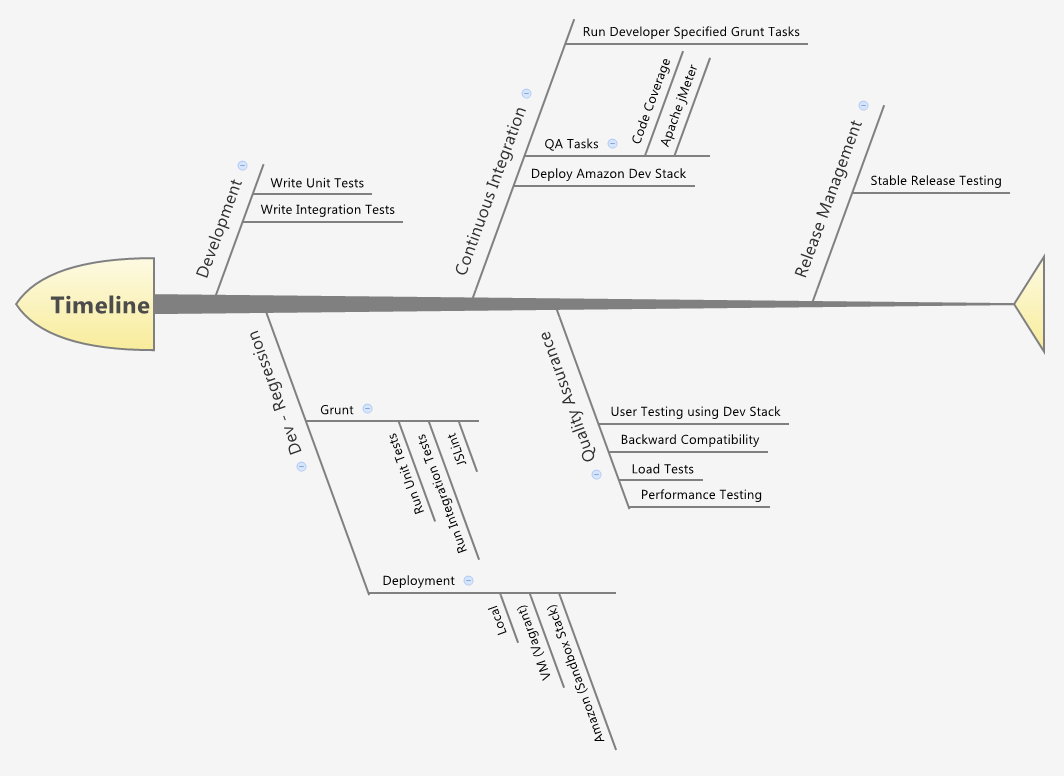 Timeline
Development
Write Unit Tests
Write Integration Tests
Dev - Regression
Grunt
Run Unit Tests
Run Integration Tests
JSLint
Deployment
Local
VM (Vagrant)
Amazon (Sandbox Stack)
Continuous Integration
Run Developer Specified Grunt Tasks
QA Tasks
Code Coverage
Apache jMeter
Deploy Amazon Dev Stack
Quality Assurance
User Testing using Dev Stack
Backward Compatibility
Load Tests
Performance Testing
Release Management
Stable Release Testing